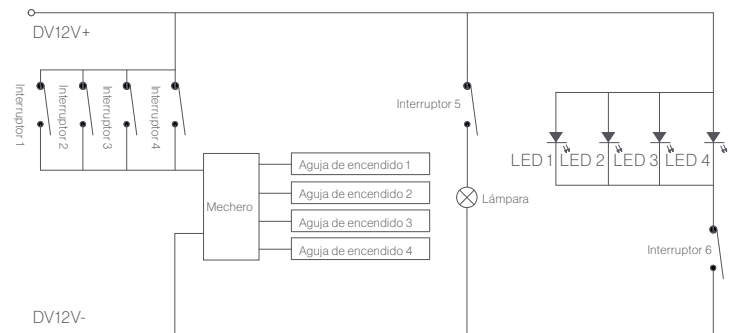 DV12V+
Interruptor 1
Interruptor 2
Interruptor 3
Interruptor 4
Interruptor 5
LED 1
LED 2
LED 3
LED 4
Aguja de encendido 1
Mechero
Aguja de encendido 2
Lámpara
Aguja de encendido 3
Aguja de encendido 4
Interruptor 6
DV12V-